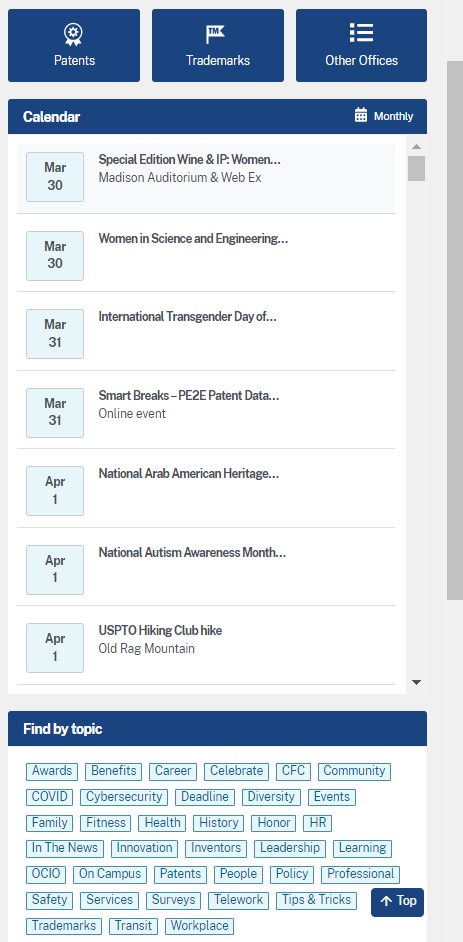 Patents Trademarks Other Offices
Calendar Monthly
Mar
30
Special Edition Wine & IP: Women...
Madison Auditorium & Web Ex
Mar
30
Women in Science and Engineering...
Mar
31
International Transgender Day of...
Mar
31
Smart Breaks – PE2E Patent Data...
Online event
Apr
1
National Arab American Heritage...
Apr
1
National Autism Awareness Month...
Apr
1
USPTO Hiking Club hike
Old Rag Mountain
Find by topic
Awards Benefits Career Celebrate CFC Community
COVID Cybersecurity Deadline Diversity Events
Family Fitness Health History Honor HR
In The News Innovation Inventors Leadership Learning
OCIO On Campus Patents People Policy Professional
Safety Services Surveys Telework Tips & Tricks Top
Trademarks Transit Workplace